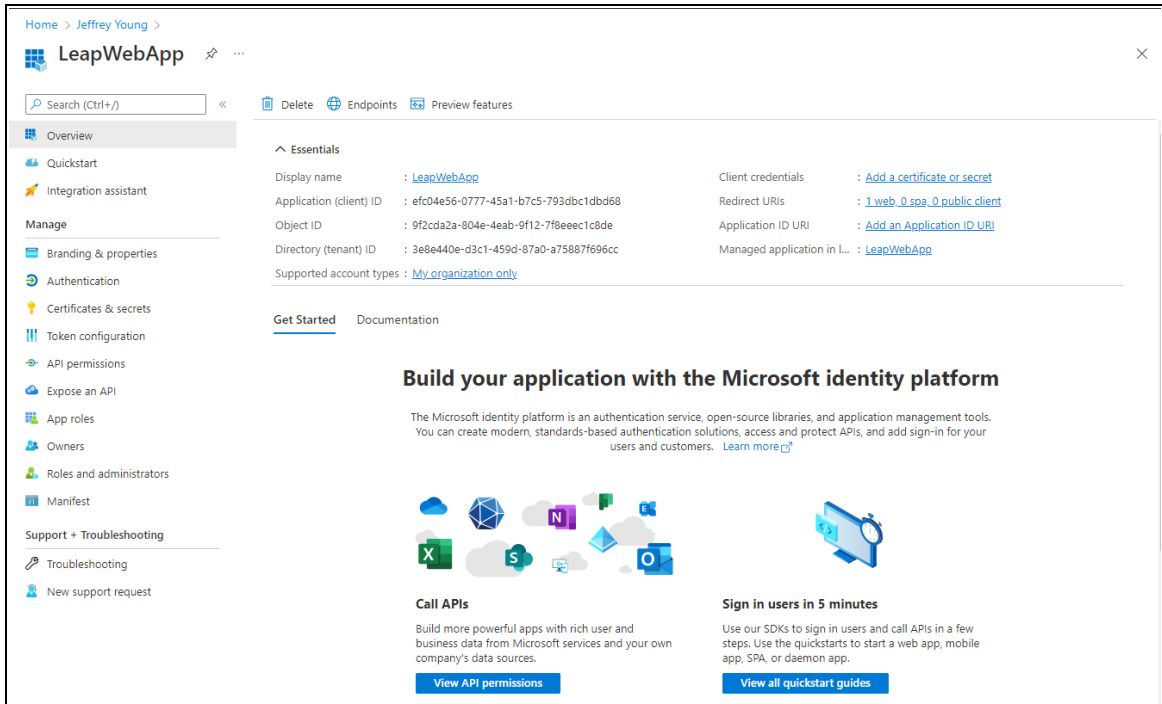 Home > Jeffrey Young >
LeapWebApp
Search (Ctrl+/)
Overview
Quickstart
Integration assistant
Manage
Branding & properties
Authentication
Certificates & secrets
Token configuration
API permissions
Expose an API
App roles
Owners
Roles and administrators
Manifest
Support + Troubleshooting
Troubleshooting
New support request
Delete Endpoints Preview features
Essentials
Display name : LeapWebApp
Application (client) ID : efc04e56-0777-45a1-b7c5-793dbc1dbd68
Object ID : 9f2cda2a-804e-4eab-9f12-7f8eeec1c8de
Directory (tenant) ID : 3e8e440e-d3c1-459d-87a0-a75887f696cc
Supported account types : My organization only
Client credentials : Add a certificate or secret
Redirect URIs : 1 web, 0 spa, 0 public client
Application ID URI : Add an Application ID URI
Managed application in l... : LeapWebApp
Get Started Documentation
Build your application with the Microsoft identity platform
The Microsoft identity platform is an authentication service, open-source libraries, and application management tools.
You can create modern, standards-based authentication solutions, access and protect APIs, and add sign-in for your
users and customers. Learn more
N
E
X
S
O
Call APIs
Build more powerful apps with rich user and
business data from Microsoft services and your own
company's data sources.
View API permissions
Sign in users in 5 minutes
Use our SDKs to sign in users and call APIs in a few
steps. Use the quickstarts to start a web app, mobile
app, SPA, or daemon app.
View all quickstart guides